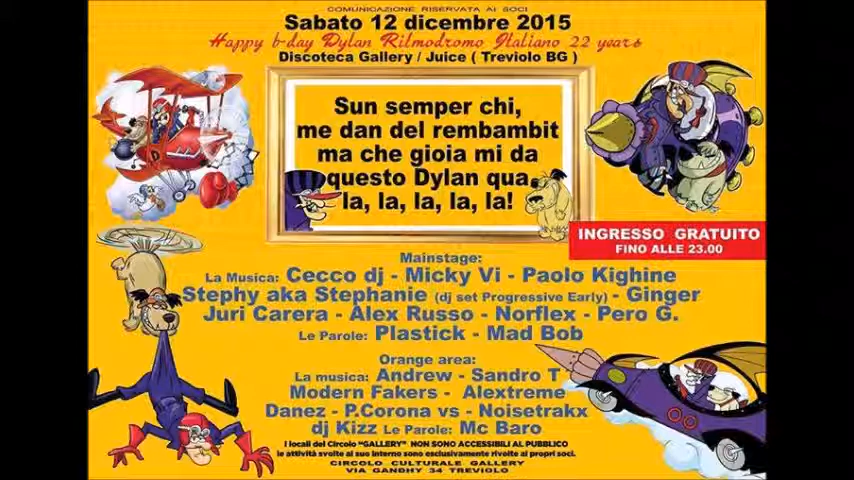 COMUNICAZIONE RISERVATA AI SOCI
Sabato 12 dicembre 2015
Happy b-day Dylan Ritmodromo Italiano 22 years
Discoteca Gallery / Juice ( Treviolo BG )
Sun semper chi,
me dan del rembambit
ma che gioia mi da
questo Dylan qua,
la, la, la, la, la!
INGRESSO GRATUITO
FINO ALLE 23.00
Mainstage:
La Musica: Cecco dj - Micky Vi - Paolo Kighine
Stephy aka Stephanie (dj set Progressive Early) - Ginger
Juri Carera - Alex Russo - Norflex - Pero G.
Le Parole: Plastick - Mad Bob
Orange area:
La musica: Andrew - Sandro T
Modern Fakers - Alextreme
Danez - P.Corona vs - Noisetrakx
dj Kizz Le Parole: Mc Baro
I locali del Circolo "GALLERY" NON SONO ACCESSIBILI AL PUBBLICO
le attività svolte al suo interno sono esclusivamente rivolte ai propri soci.
CIRCOLO CULTURALE GALLERY
VIA GANDHY 34 TREVIOLO